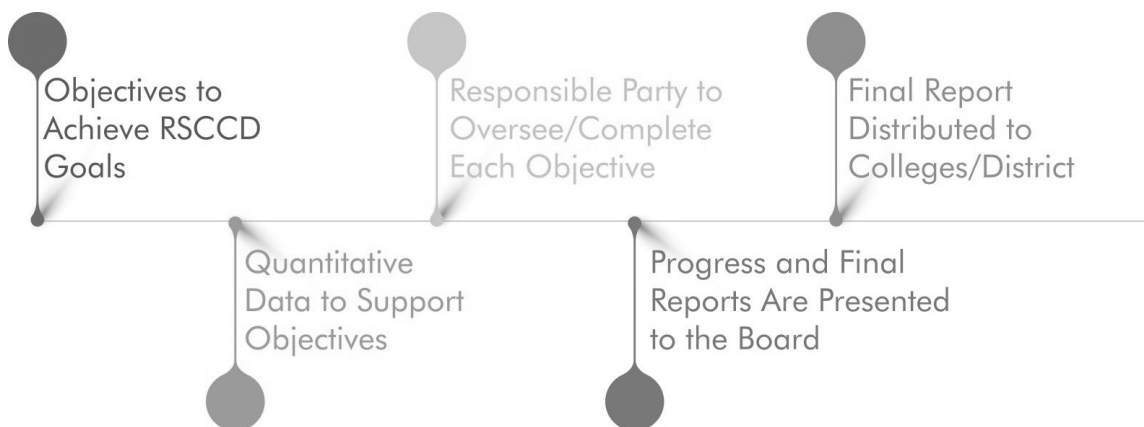 Objectives to
Achieve RSCCD
Goals
Quantitative
Data to Support
Objectives
Responsible Party to
Oversee/Complete
Each Objective
Progress and Final
Reports Are Presented
to the Board
Final Report
Distributed to
Colleges/District